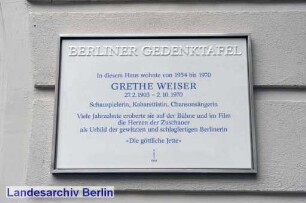 BERLINER GEDENKTAFEL
In diesem Haus wohnte von 1934 bis 1970
GRETHE WEISER
27.2.1903 – 2.10.1970
Schauspielerin, Kabarettistin, Chansonsängerin
Viele Jahrzehnte eroberte sie auf der Bühne und im Film
die Herzen der Zuschauer
als Urbild der gewitzten und schlagfertigen Berlinerin
»Die göttliche Jette«
Landesarchiv Berlin